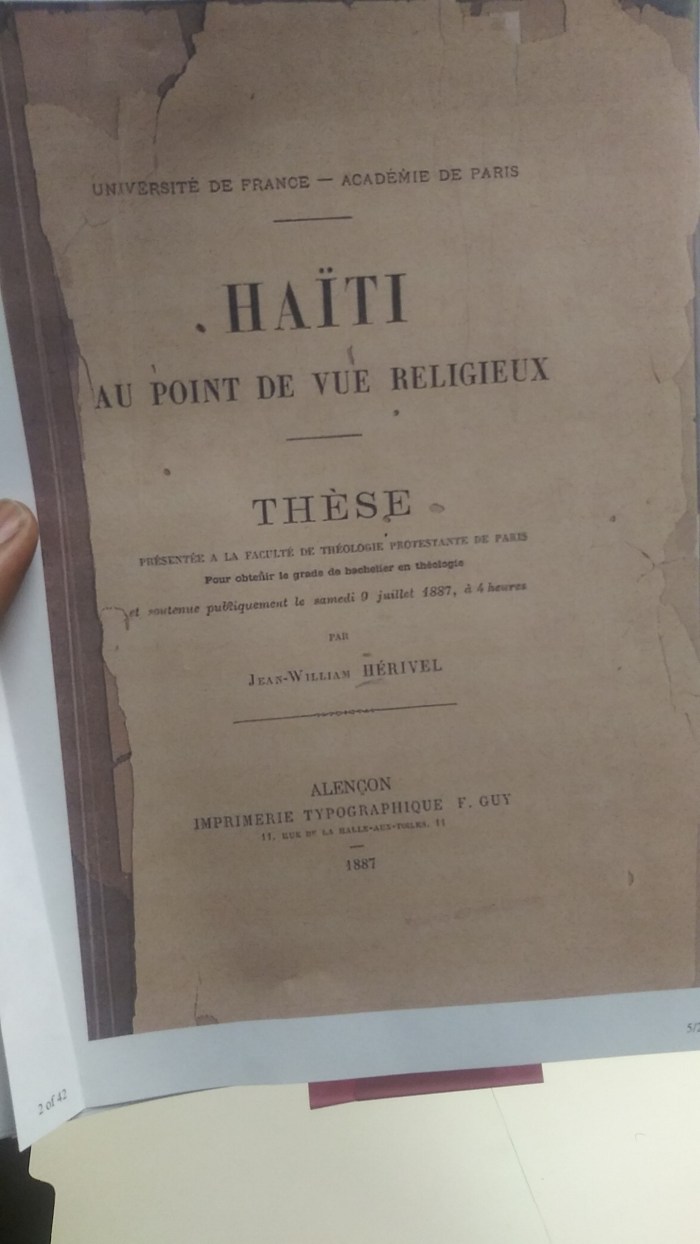 UNIVERSITÉ DE FRANCE — ACADÉMIE DE PARIS
HAÏTI
AU POINT DE VUE RELIGIEUX
THÈSE
PRÉSENTÉE A LA FACULTÉ DE THÉOLOGIE PROTESTANTE DE PARIS
Pour obtenir le grade de bachelier en théologie
et soutenue publiquement le samedi 9 juillet 1887, à 4 heures
PAR
JEAN-WILLIAM HÉRIVEL
ALENÇON
IMPRIMERIE TYPOGRAPHIQUE F. GUY
11, RUE DE LA HALLE-AUX-TOILES, 11
1887
5/2
2 of 42